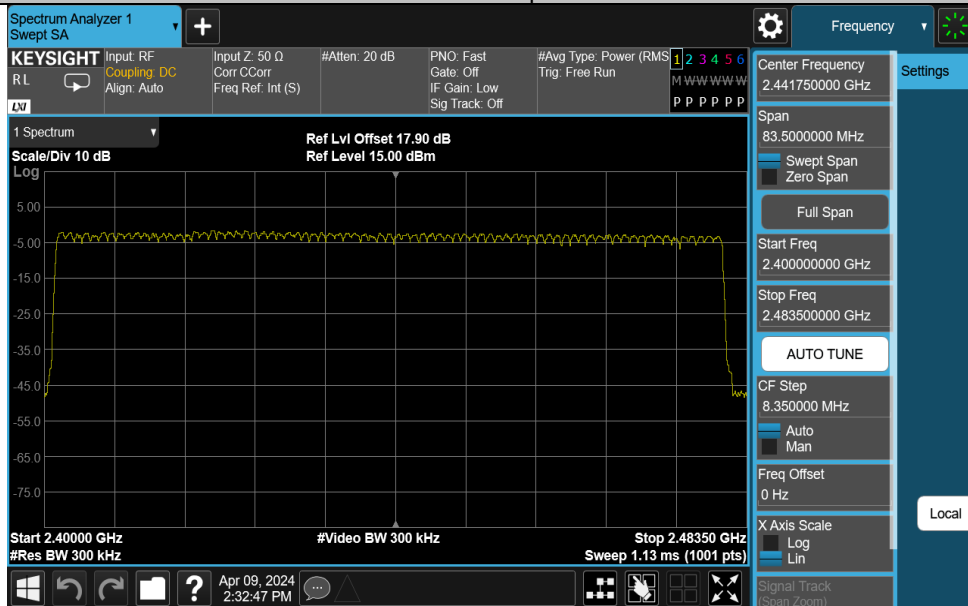 Spectrum Analyzer 1
Swept SA
Frequency
KEYSIGHT
R L
LXI
Input: RF
Coupling: DC
Align: Auto
Input Z: 50 Ω
Corr CCorr
Freq Ref: Int (S)
#Atten: 20 dB
PNO: Fast
Gate: Off
IF Gain: Low
Sig Track: Off
#Avg Type: Power (RMS
Trig: Free Run
1 2 3 4 5 6
M W W W W W
P P P P P P
1 Spectrum
Scale/Div 10 dB
Log
Ref Lvl Offset 17.90 dB
Ref Level 15.00 dBm
5.00
-5.00
-15.0
-25.0
-35.0
-45.0
-55.0
-65.0
-75.0
Start 2.40000 GHz
#Res BW 300 kHz
#Video BW 300 kHz
Stop 2.48350 GHz
Sweep 1.13 ms (1001 pts)
?
Apr 09, 2024
2:32:47 PM
Center Frequency
2.441750000 GHz
Span
83.5000000 MHz
Swept Span
Zero Span
Full Span
Start Freq
2.400000000 GHz
Stop Freq
2.483500000 GHz
AUTO TUNE
CF Step
8.350000 MHz
Auto
Man
Freq Offset
0 Hz
X Axis Scale
Log
Lin
Signal Track
(Span Zoom)
Settings
Local